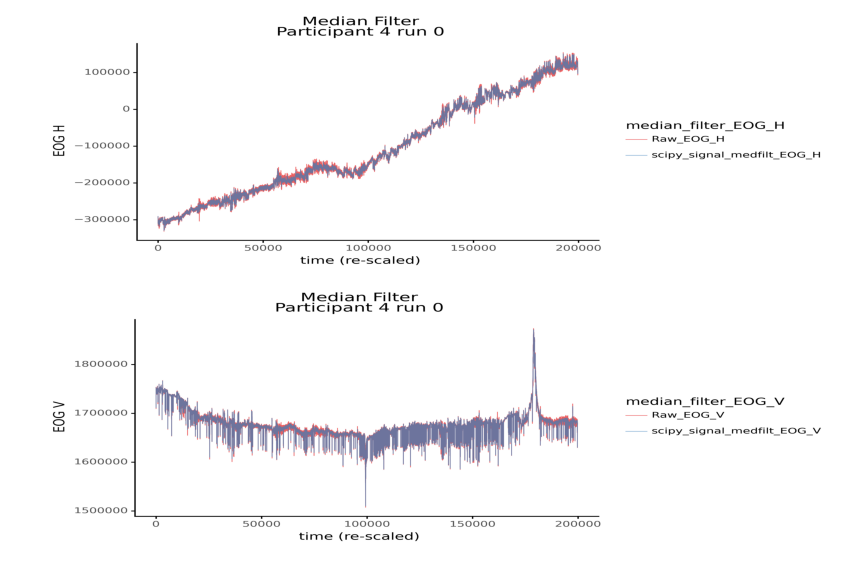 Median Filter
Participant 4 run 0
100000
0
−100000
−200000
−300000
EOG H
0 50000 100000 150000 200000
time (re-scaled)
median_filter_EOG_H
Raw_EOG_H
scipy_signal_medfilt_EOG_H
Median Filter
Participant 4 run 0
1800000
1700000
1600000
1500000
EOG V
0 50000 100000 150000 200000
time (re-scaled)
median_filter_EOG_V
Raw_EOG_V
scipy_signal_medfilt_EOG_V